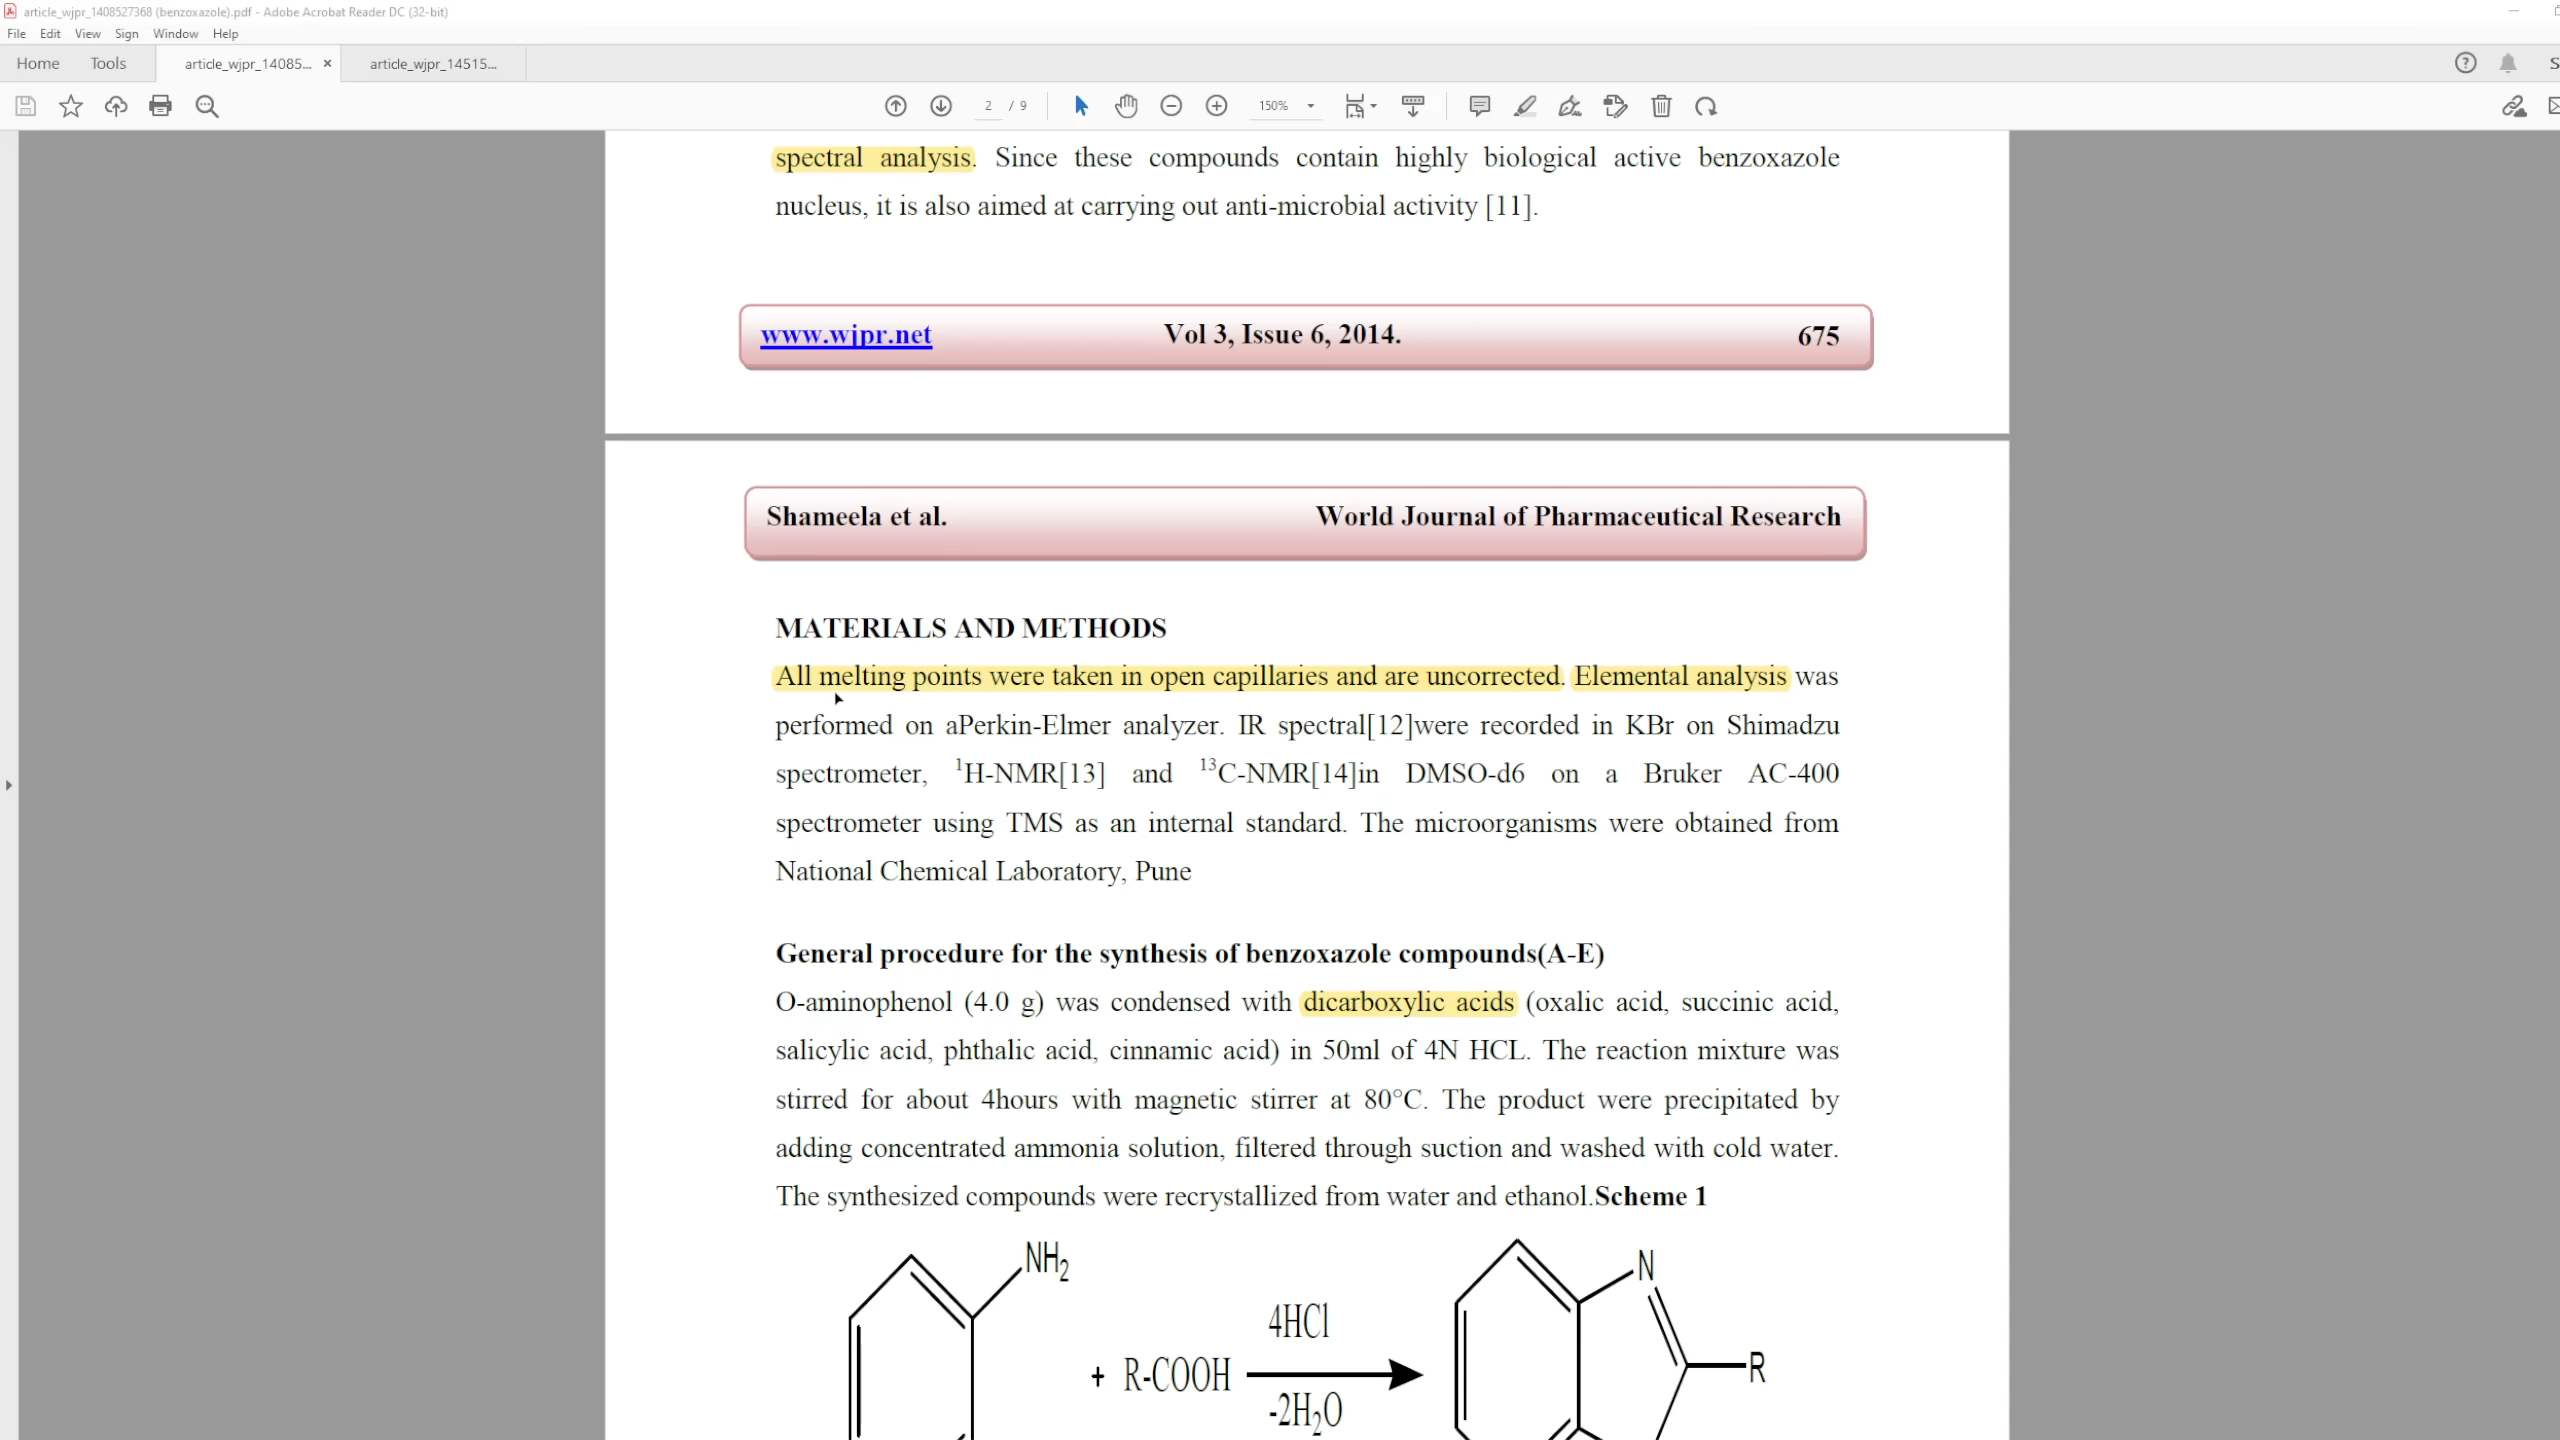 article_wjpr_1408527368 (benzoxazole).pdf - Adobe Acrobat Reader DC (32-bit)
File Edit View Sign Window Help
Home Tools article_wjpr_14085... × article_wjpr_14515...
2 / 9 150%
spectral analysis. Since these compounds contain highly biological active benzoxazole
nucleus, it is also aimed at carrying out anti-microbial activity [11].
www.wjpr.net Vol 3, Issue 6, 2014. 675
Shameela et al. World Journal of Pharmaceutical Research
MATERIALS AND METHODS
All melting points were taken in open capillaries and are uncorrected. Elemental analysis was
performed on aPerkin-Elmer analyzer. IR spectral[12]were recorded in KBr on Shimadzu
spectrometer, ¹H-NMR[13] and ¹³C-NMR[14]in DMSO-d6 on a Bruker AC-400
spectrometer using TMS as an internal standard. The microorganisms were obtained from
National Chemical Laboratory, Pune
General procedure for the synthesis of benzoxazole compounds(A-E)
O-aminophenol (4.0 g) was condensed with dicarboxylic acids (oxalic acid, succinic acid,
salicylic acid, phthalic acid, cinnamic acid) in 50ml of 4N HCL. The reaction mixture was
stirred for about 4hours with magnetic stirrer at 80°C. The product were precipitated by
adding concentrated ammonia solution, filtered through suction and washed with cold water.
The synthesized compounds were recrystallized from water and ethanol.Scheme 1
NH₂ N
4HCl
+ R-COOH R
-2H₂O